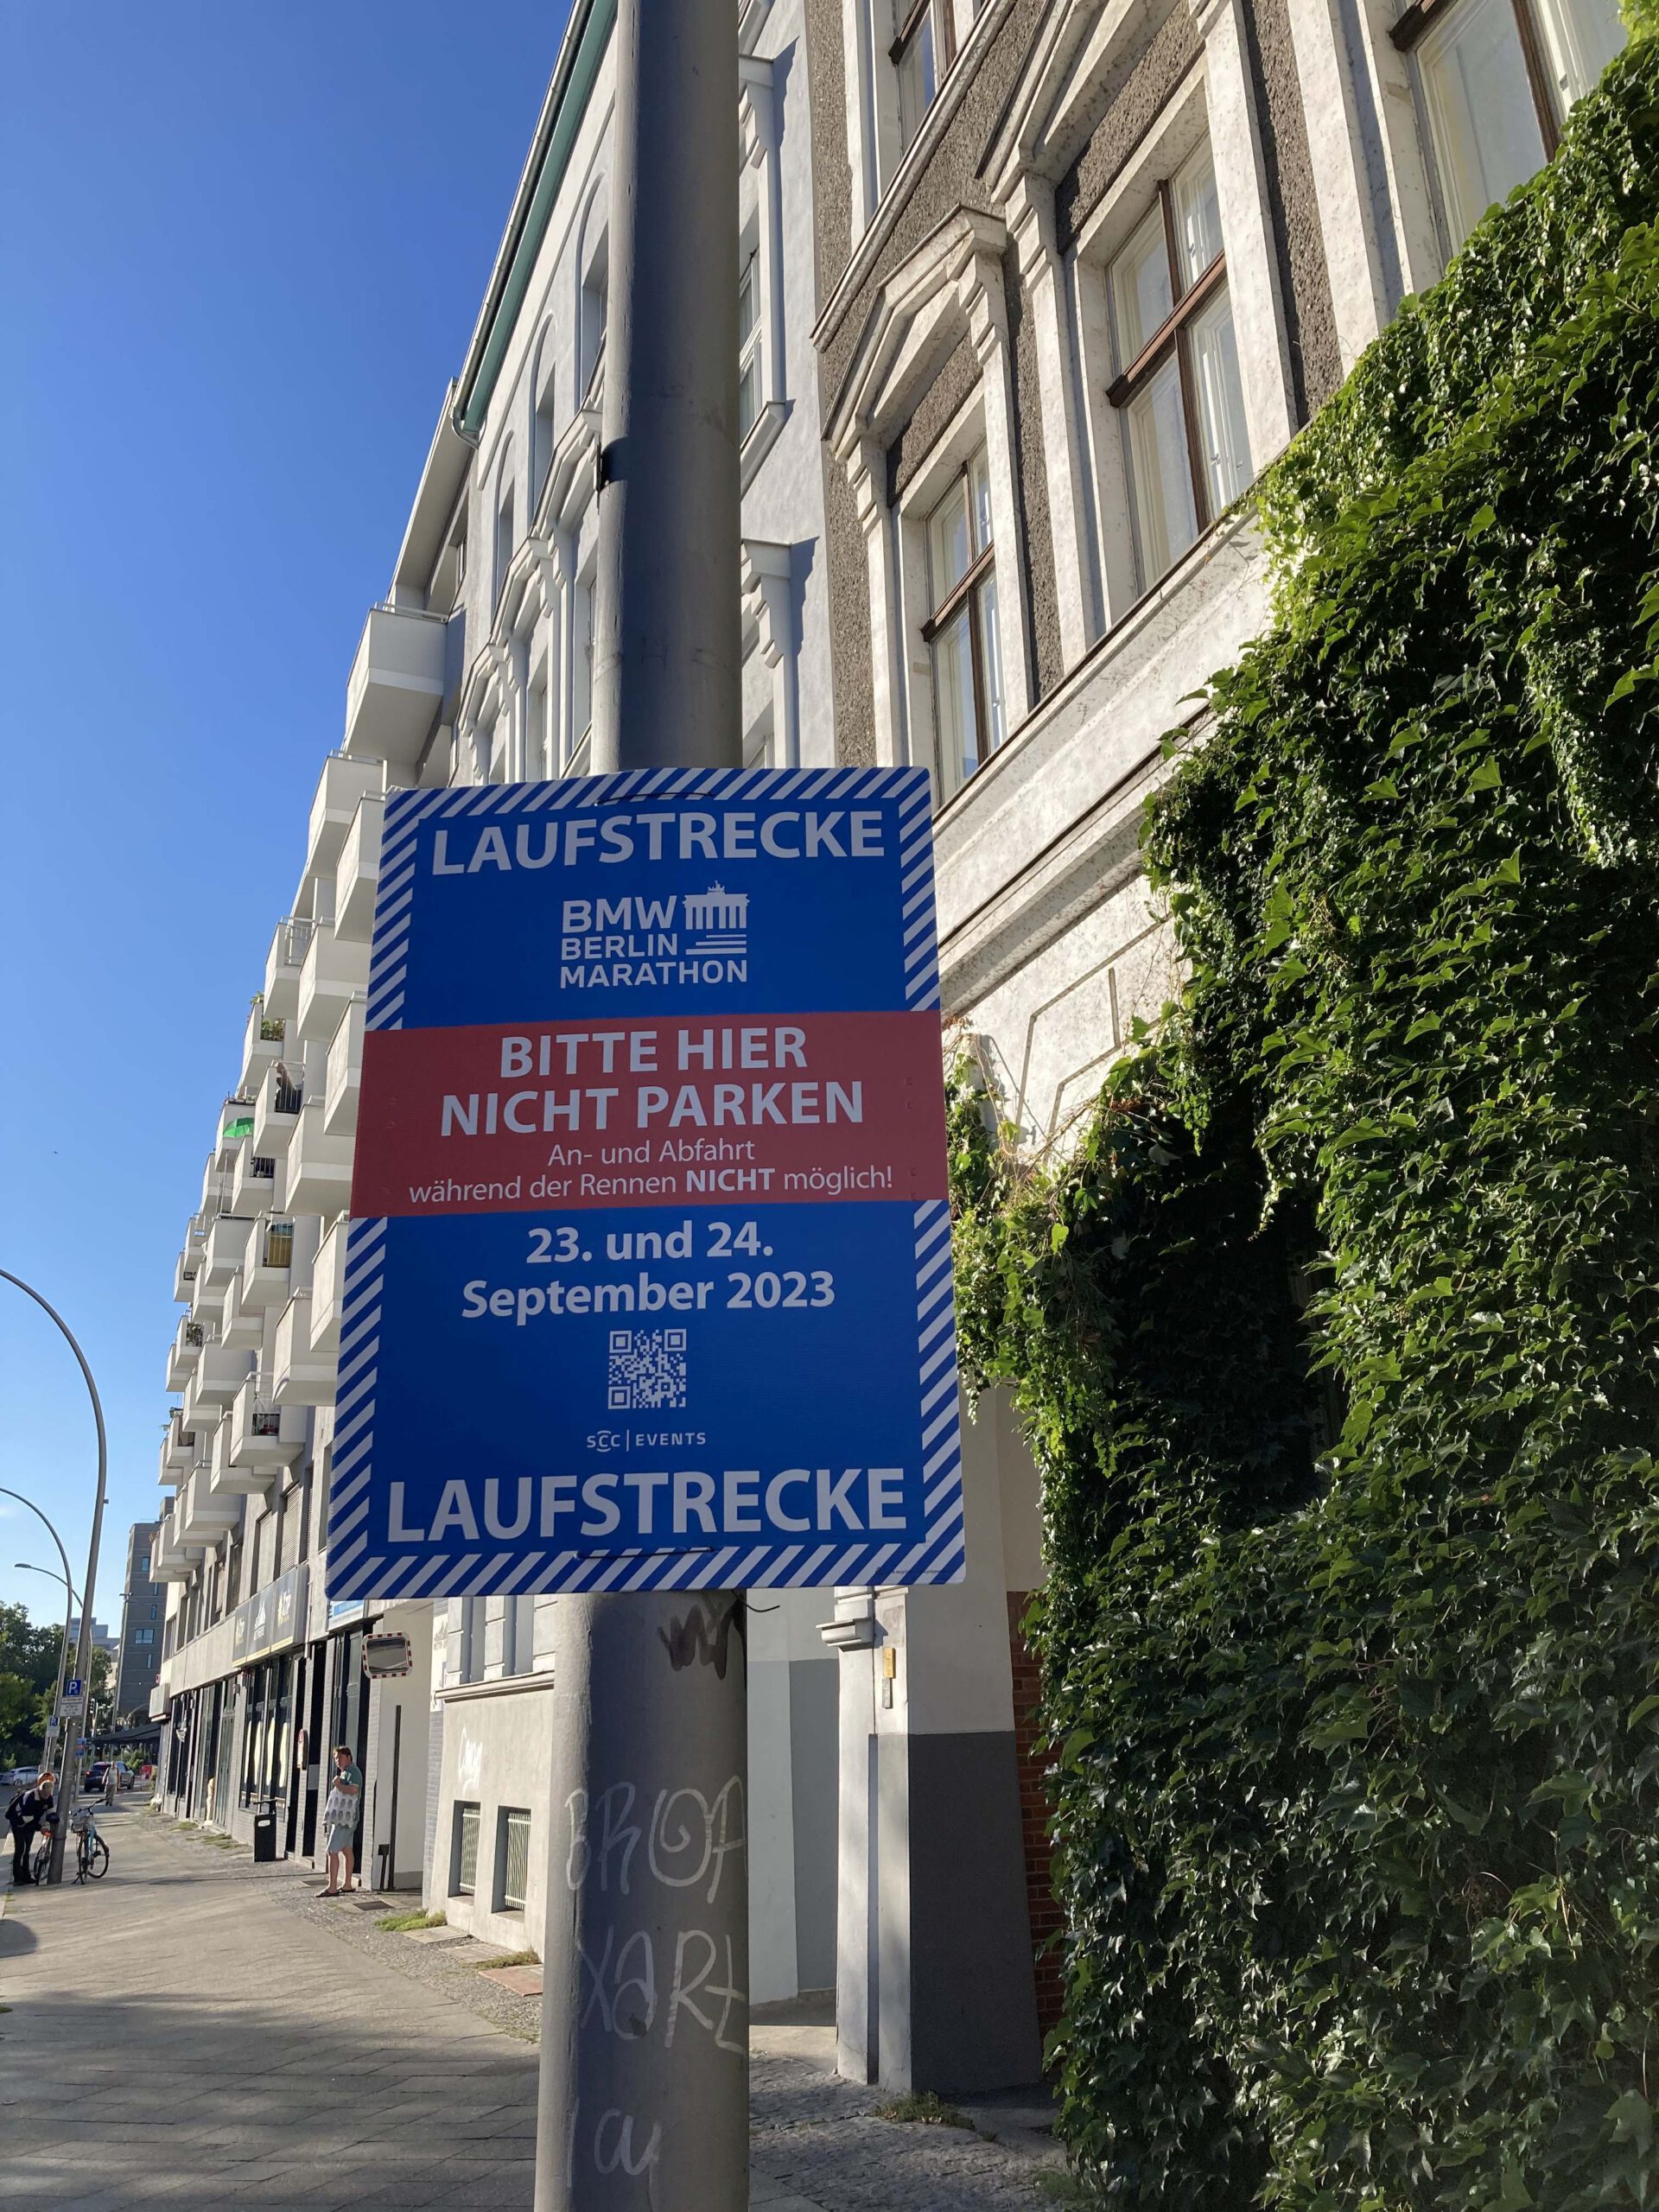 LAUFSTRECKE
BMW
BERLIN
MARATHON
BITTE HIER
NICHT PARKEN
An- und Abfahrt
während der Rennen NICHT möglich!
23. und 24.
September 2023
SCC | EVENTS
LAUFSTRECKE
P